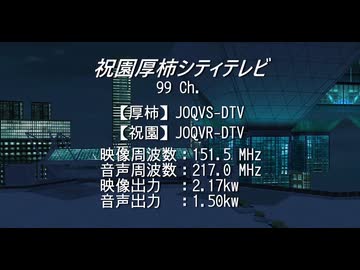 祝園厚柿シティテレビ
99 Ch.
【厚柿】JOQVS-DTV
【祝園】JOQVR-DTV
映像周波数：151.5 MHz
音声周波数：217.0 MHz
映像出力　：2.17kw
音声出力　：1.50kw